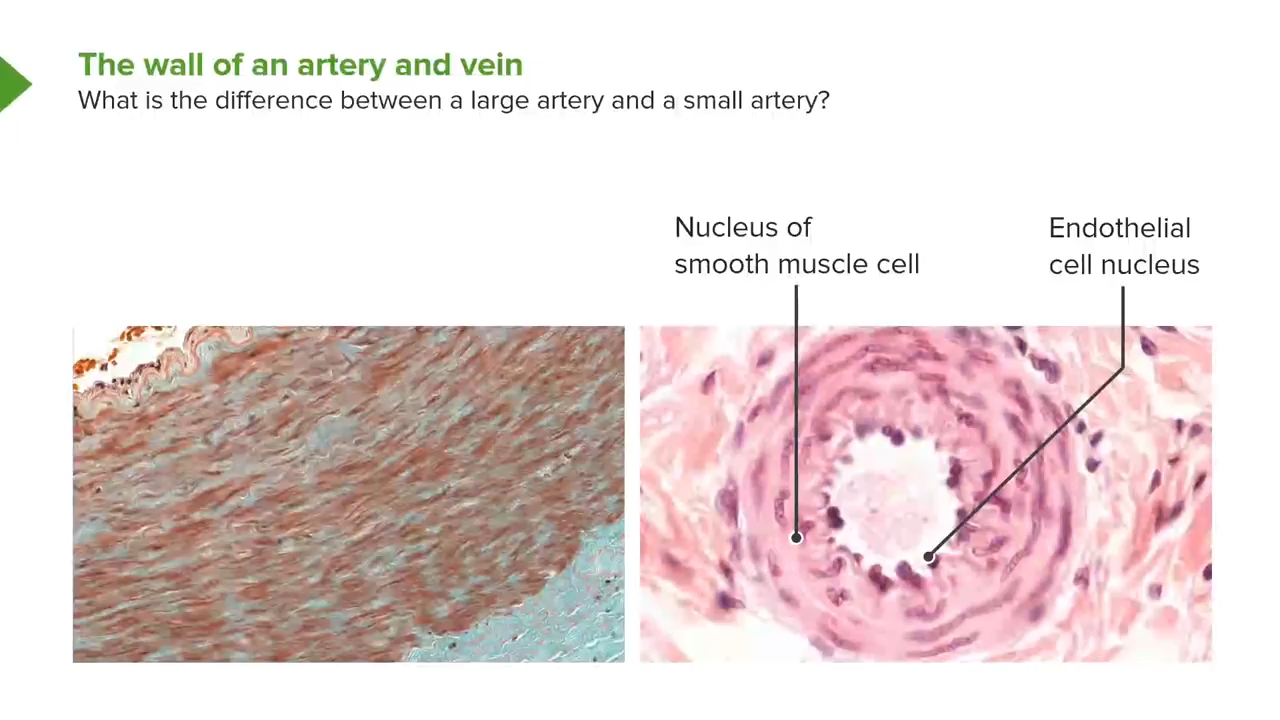 The wall of an artery and vein
What is the difference between a large artery and a small artery?
Nucleus of
smooth muscle cell
Endothelial
cell nucleus